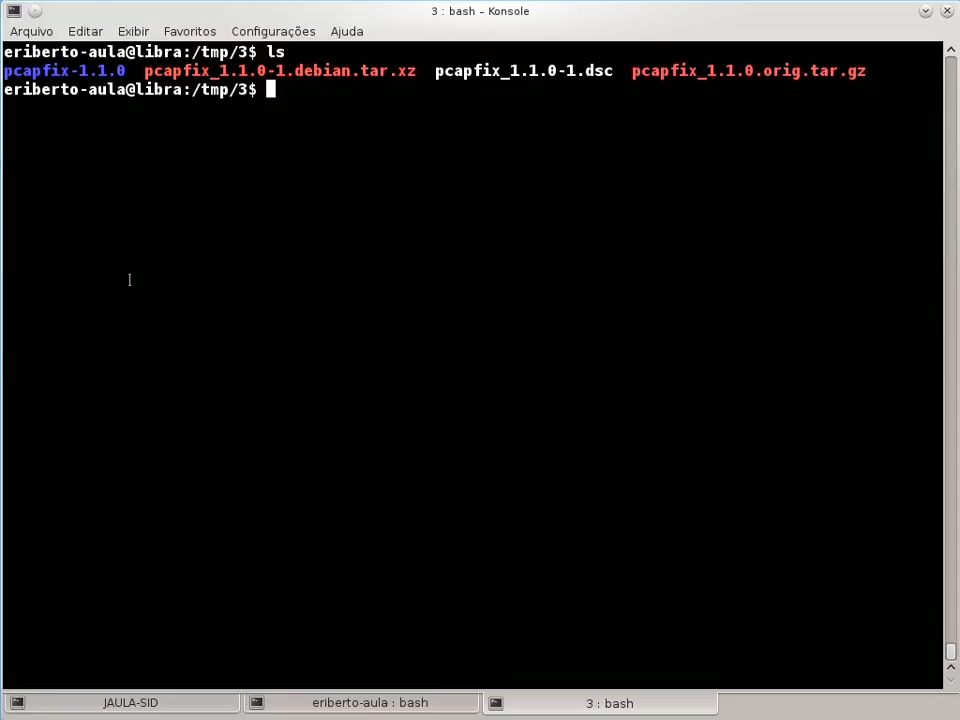 3 : bash – Konsole
Arquivo Editar Exibir Favoritos Configurações Ajuda
eriberto-aula@libra:/tmp/3$ ls
pcapfix-1.1.0 pcapfix_1.1.0-1.debian.tar.xz pcapfix_1.1.0-1.dsc pcapfix_1.1.0.orig.tar.gz
eriberto-aula@libra:/tmp/3$
JAULA-SID eriberto-aula : bash 3 : bash